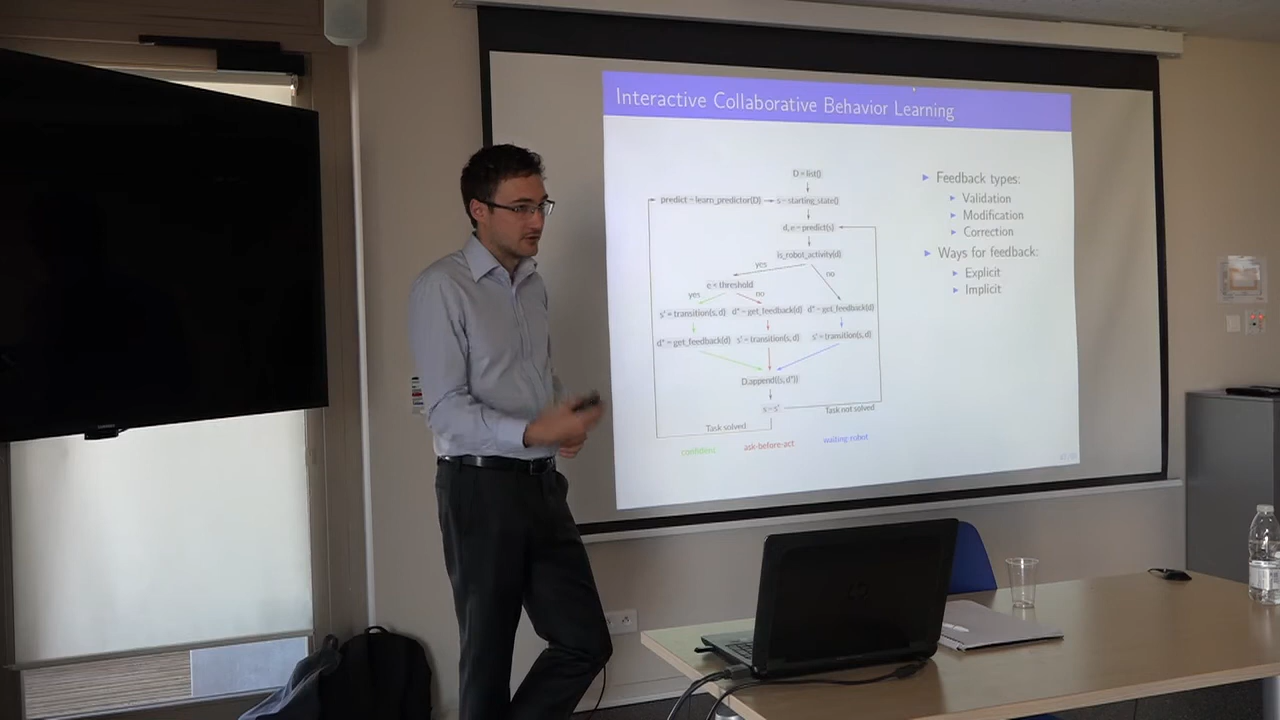 Interactive Collaborative Behavior Learning
D = list()
predict = learn_predictor(D)
s = starting_state()
d, e = predict(s)
is_robot_activity(d)
yes
no
e < threshold
yes
no
s' = transition(s, d)
d* = get_feedback(d)
d* = get_feedback(d)
d* = get_feedback(d)
s' = transition(s, d)
s' = transition(s, d)
D.append((s, d*))
s = s'
Task not solved
Task solved
confident
ask-before-act
waiting-robot
Feedback types:
Validation
Modification
Correction
Ways for feedback:
Explicit
Implicit